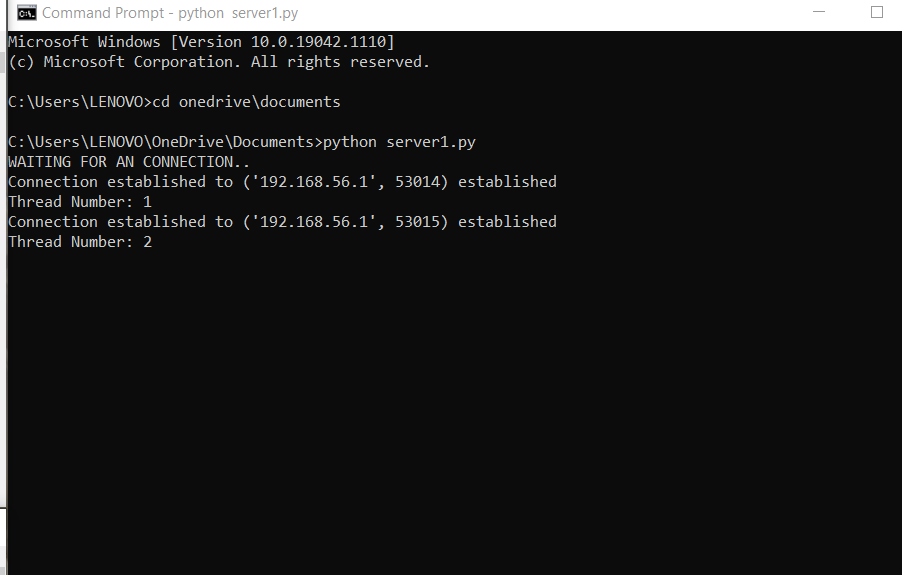 Command Prompt - python  server1.py
Microsoft Windows [Version 10.0.19042.1110]
(c) Microsoft Corporation. All rights reserved.
C:\Users\LENOVO>cd onedrive\documents
C:\Users\LENOVO\OneDrive\Documents>python server1.py
WAITING FOR AN CONNECTION..
Connection established to ('192.168.56.1', 53014) established
Thread Number: 1
Connection established to ('192.168.56.1', 53015) established
Thread Number: 2